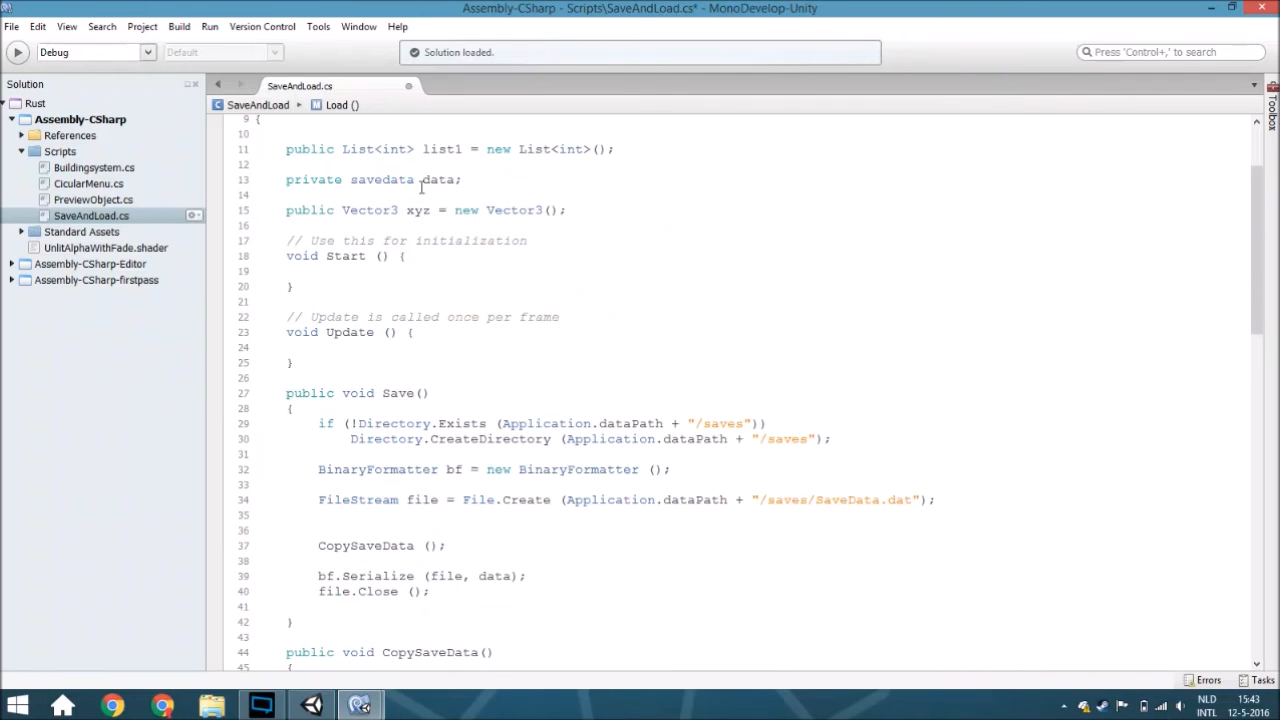 Assembly-CSharp - Scripts\SaveAndLoad.cs* - MonoDevelop-Unity
File Edit View Search Project Build Run Version Control Tools Window Help
Debug Default Solution loaded. Press 'Control+,' to search
Solution
SaveAndLoad.cs
SaveAndLoad Load ()
Rust
Assembly-CSharp
References
Scripts
Buildingsystem.cs
CicularMenu.cs
PreviewObject.cs
SaveAndLoad.cs
Standard Assets
UnlitAlphaWithFade.shader
Assembly-CSharp-Editor
Assembly-CSharp-firstpass
9 {
10
11 public List<int> list1 = new List<int>();
12
13 private savedata data;
14
15 public Vector3 xyz = new Vector3();
16
17 // Use this for initialization
18 void Start () {
19
20 }
21
22 // Update is called once per frame
23 void Update () {
24
25 }
26
27 public void Save()
28 {
29 if (!Directory.Exists (Application.dataPath + "/saves"))
30 Directory.CreateDirectory (Application.dataPath + "/saves");
31
32 BinaryFormatter bf = new BinaryFormatter ();
33
34 FileStream file = File.Create (Application.dataPath + "/saves/SaveData.dat");
35
36
37 CopySaveData ();
38
39 bf.Serialize (file, data);
40 file.Close ();
41
42 }
43
44 public void CopySaveData()
45 {
Toolbox
Errors Tasks
NLD 15:43
INTL 12-5-2016